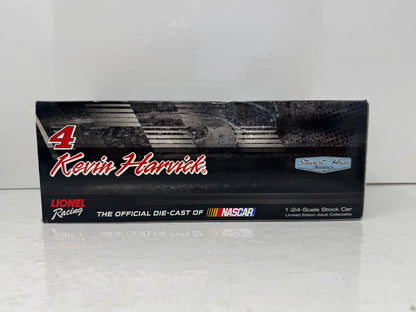 4
Kevin Harvick
Stewart Haas
Racing
LIONEL
Racing
THE OFFICIAL DIE-CAST OF NASCAR
1:24-Scale Stock Car
Limited Edition Adult Collectable